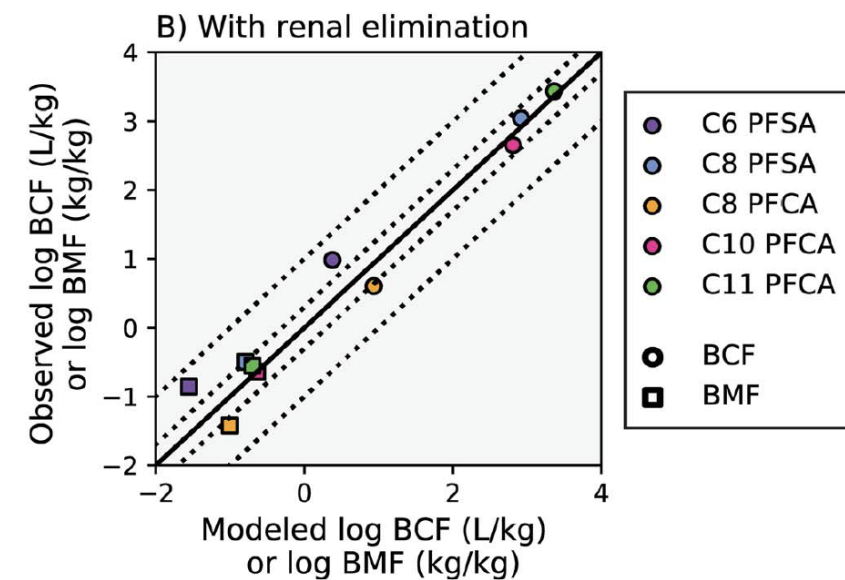 B) With renal elimination
Observed log BCF (L/kg)
or log BMF (kg/kg)
4
3
2
1
0
−1
−2
−2
0
2
4
Modeled log BCF (L/kg)
or log BMF (kg/kg)
C6 PFSA
C8 PFSA
C8 PFCA
C10 PFCA
C11 PFCA
BCF
BMF